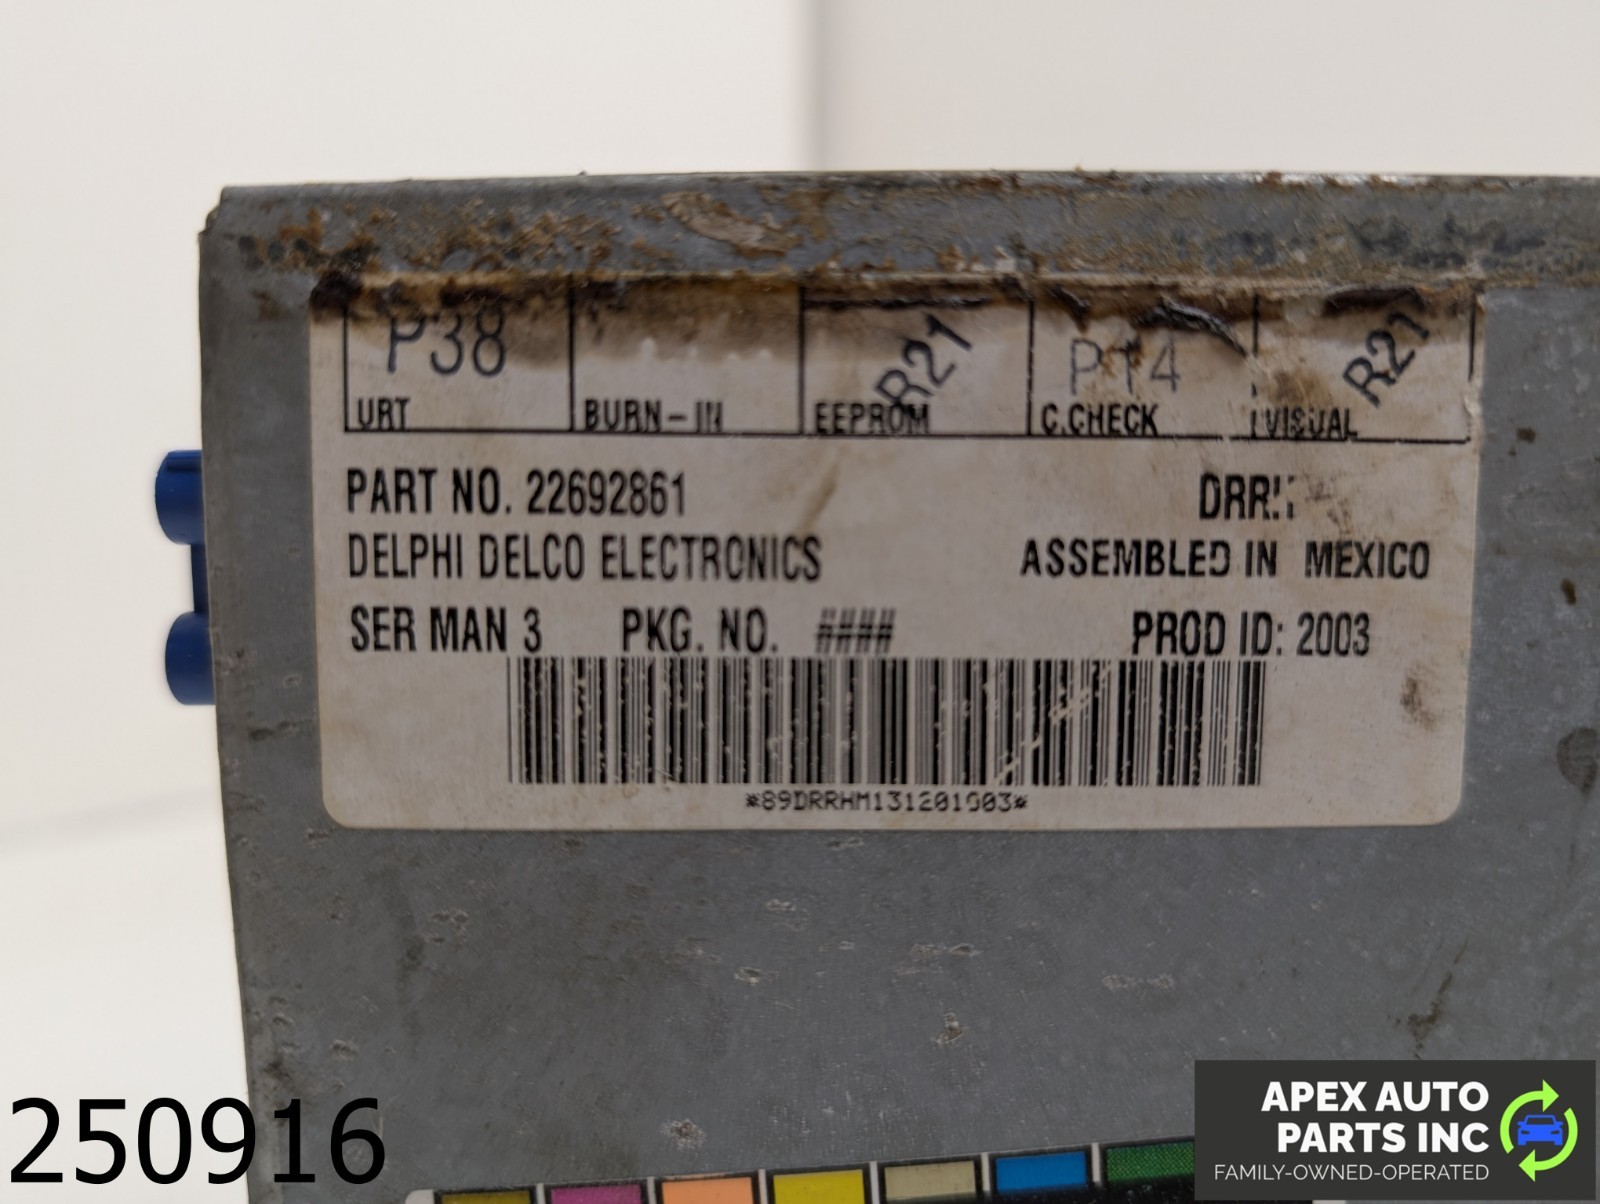 P38 R21 P14 R21
URT BURN-IN EEPROM C.CHECK VISUAL
PART NO. 22692861
DELPHI DELCO ELECTRONICS ASSEMBLED IN MEXICO
SER MAN 3 PKG. NO. #### PROD ID: 2003
*89DRRHM131201003*
250916
APEX AUTO
PARTS INC
FAMILY-OWNED-OPERATED